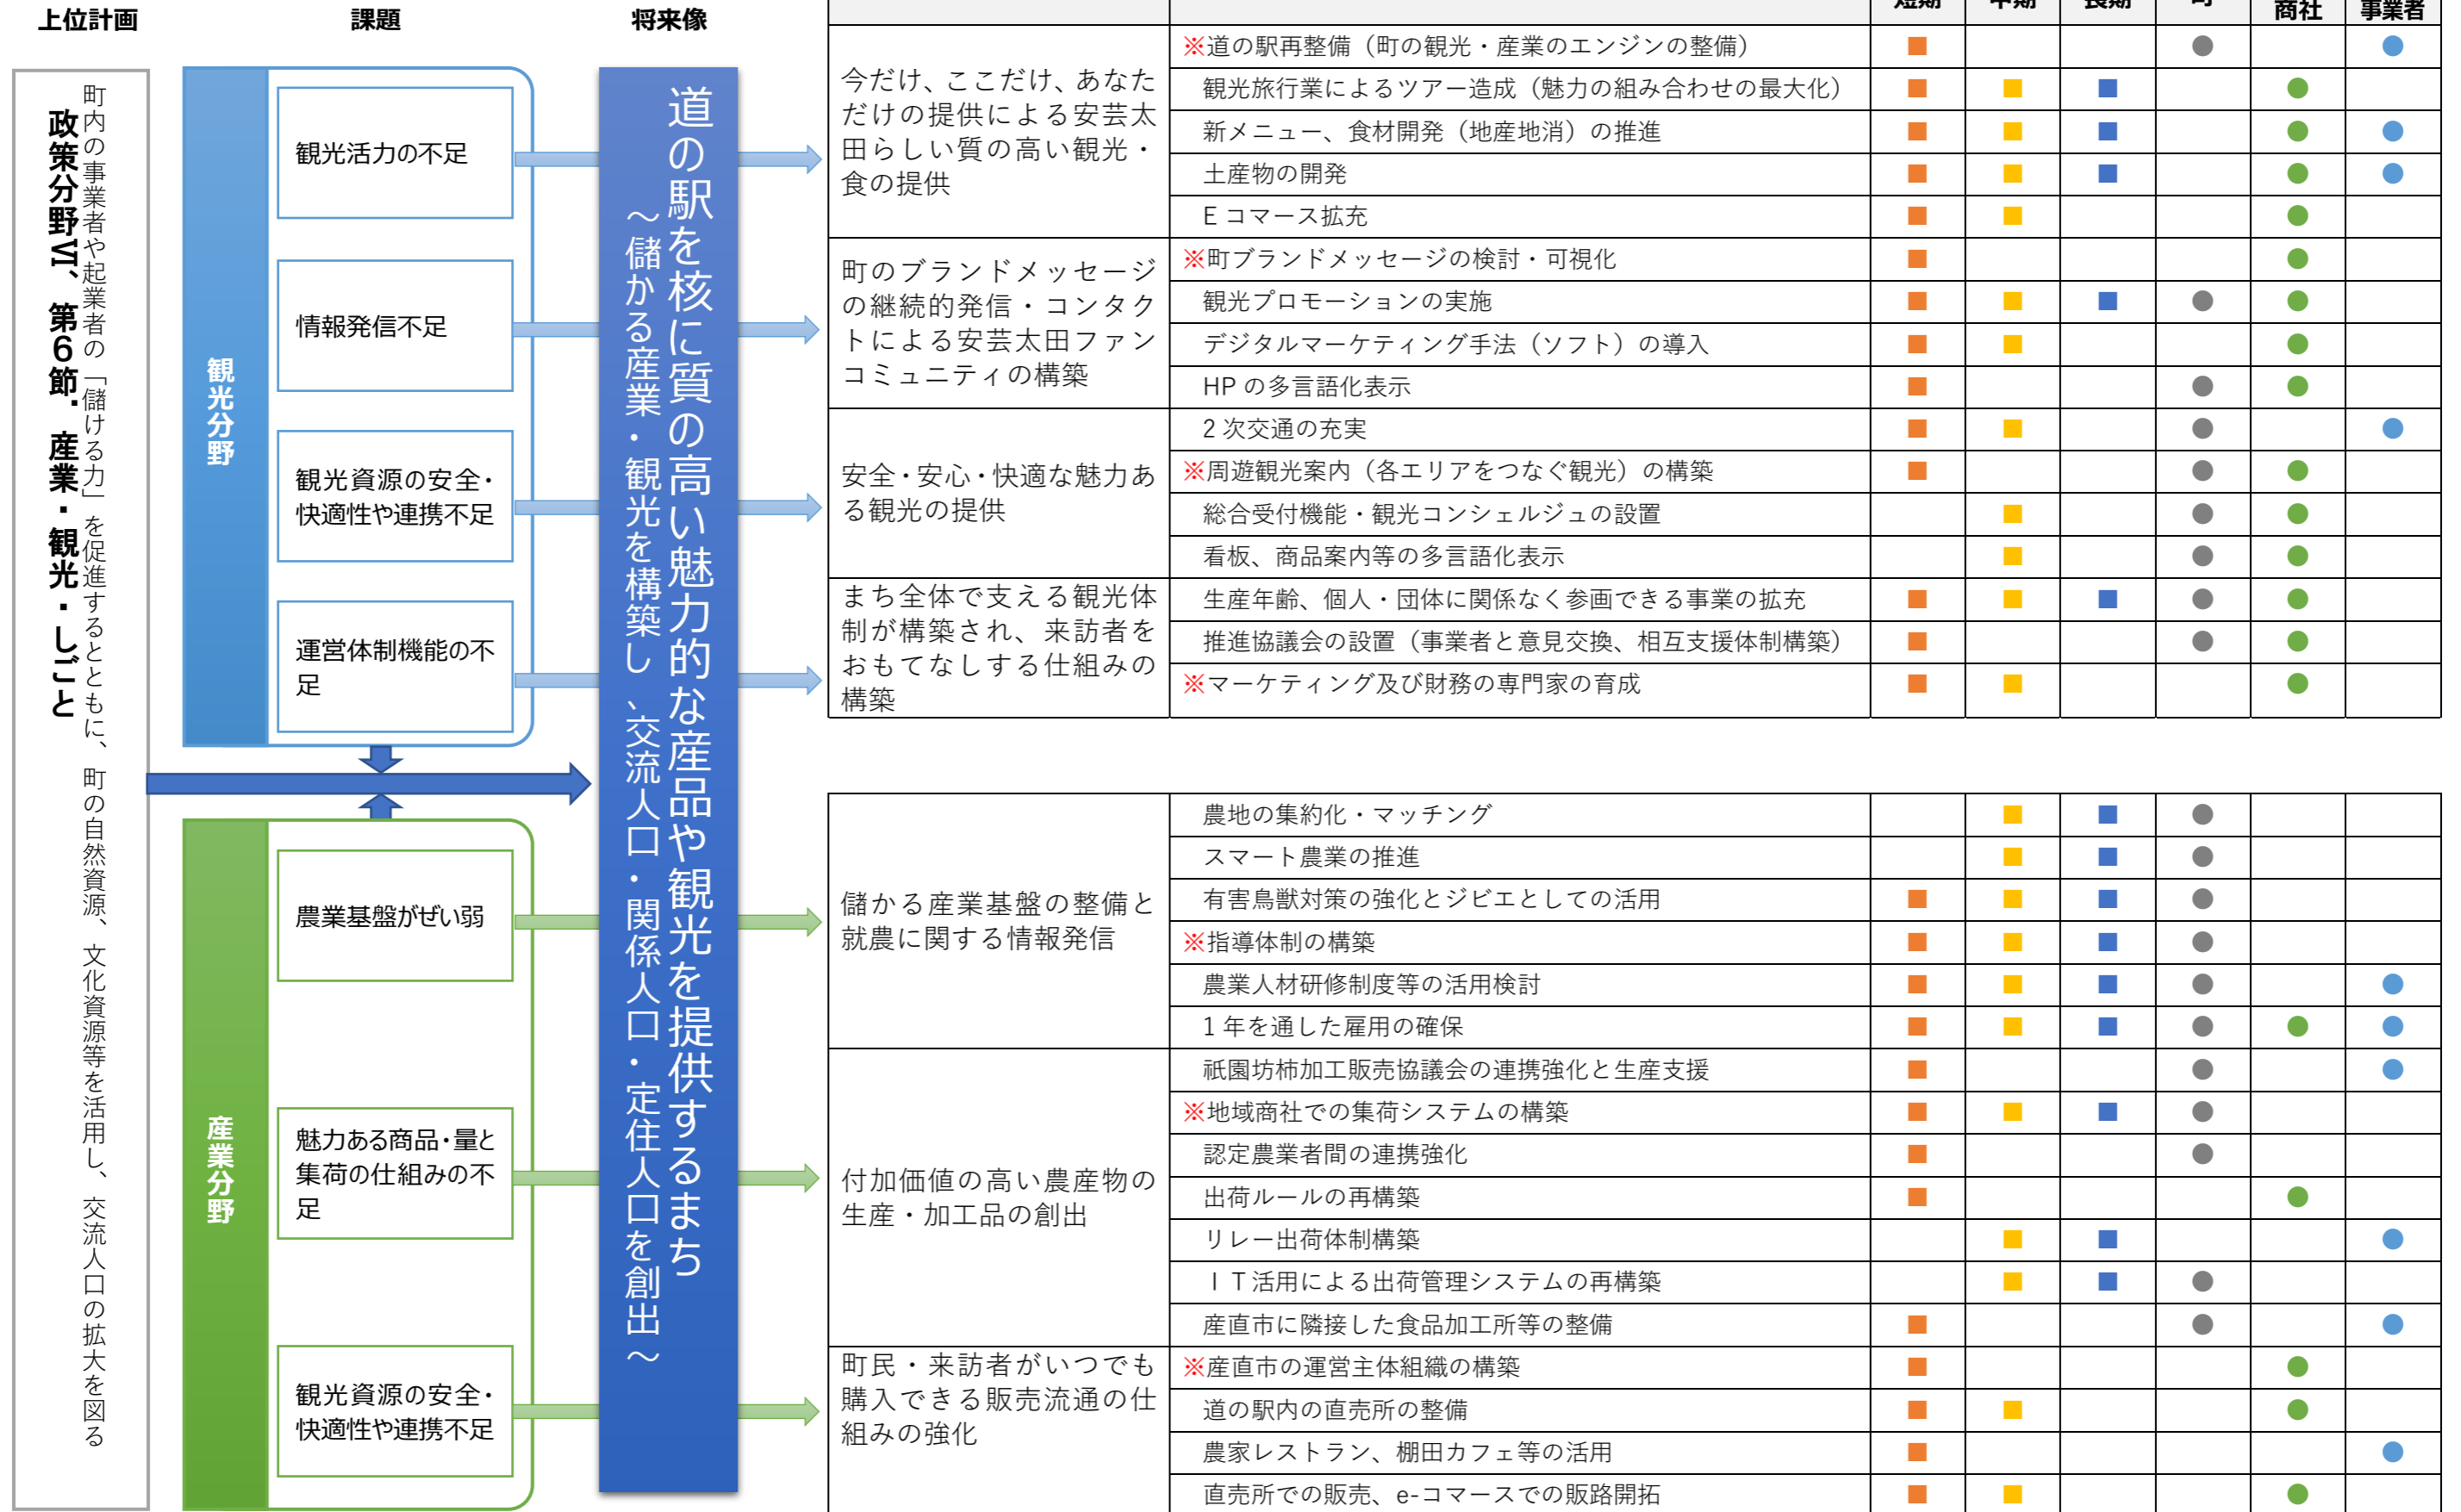 上位計画
課題
将来像
短期
中期
長期
町
商社
事業者
政策分野Ⅵ、第6節．産業・観光・しごと
町内の事業者や起業者の「儲ける力」を促進するとともに、町の自然資源、文化資源等を活用し、交流人口の拡大を図る
観光分野
観光活力の不足
情報発信不足
観光資源の安全・
快適性や連携不足
運営体制機能の不
足
産業分野
農業基盤がぜい弱
魅力ある商品・量と
集荷の仕組みの不
足
観光資源の安全・
快適性や連携不足
道の駅を核に質の高い魅力的な産品や観光を提供するまち
～儲かる産業・観光を構築し、交流人口・関係人口・定住人口を創出～
今だけ、ここだけ、あなた
だけの提供による安芸太
田らしい質の高い観光・
食の提供
※道の駅再整備（町の観光・産業のエンジンの整備）
観光旅行業によるツアー造成（魅力の組み合わせの最大化）
新メニュー、食材開発（地産地消）の推進
土産物の開発
E コマース拡充
町のブランドメッセージ
の継続的発信・コンタク
トによる安芸太田ファン
コミュニティの構築
※町ブランドメッセージの検討・可視化
観光プロモーションの実施
デジタルマーケティング手法（ソフト）の導入
HP の多言語化表示
安全・安心・快適な魅力あ
る観光の提供
2 次交通の充実
※周遊観光案内（各エリアをつなぐ観光）の構築
総合受付機能・観光コンシェルジュの設置
看板、商品案内等の多言語化表示
まち全体で支える観光体
制が構築され、来訪者を
おもてなしする仕組みの
構築
生産年齢、個人・団体に関係なく参画できる事業の拡充
推進協議会の設置（事業者と意見交換、相互支援体制構築）
※マーケティング及び財務の専門家の育成
儲かる産業基盤の整備と
就農に関する情報発信
農地の集約化・マッチング
スマート農業の推進
有害鳥獣対策の強化とジビエとしての活用
※指導体制の構築
農業人材研修制度等の活用検討
1 年を通した雇用の確保
付加価値の高い農産物の
生産・加工品の創出
祇園坊柿加工販売協議会の連携強化と生産支援
※地域商社での集荷システムの構築
認定農業者間の連携強化
出荷ルールの再構築
リレー出荷体制構築
ＩＴ活用による出荷管理システムの再構築
産直市に隣接した食品加工所等の整備
町民・来訪者がいつでも
購入できる販売流通の仕
組みの強化
※産直市の運営主体組織の構築
道の駅内の直売所の整備
農家レストラン、棚田カフェ等の活用
直売所での販売、e-コマースでの販路開拓